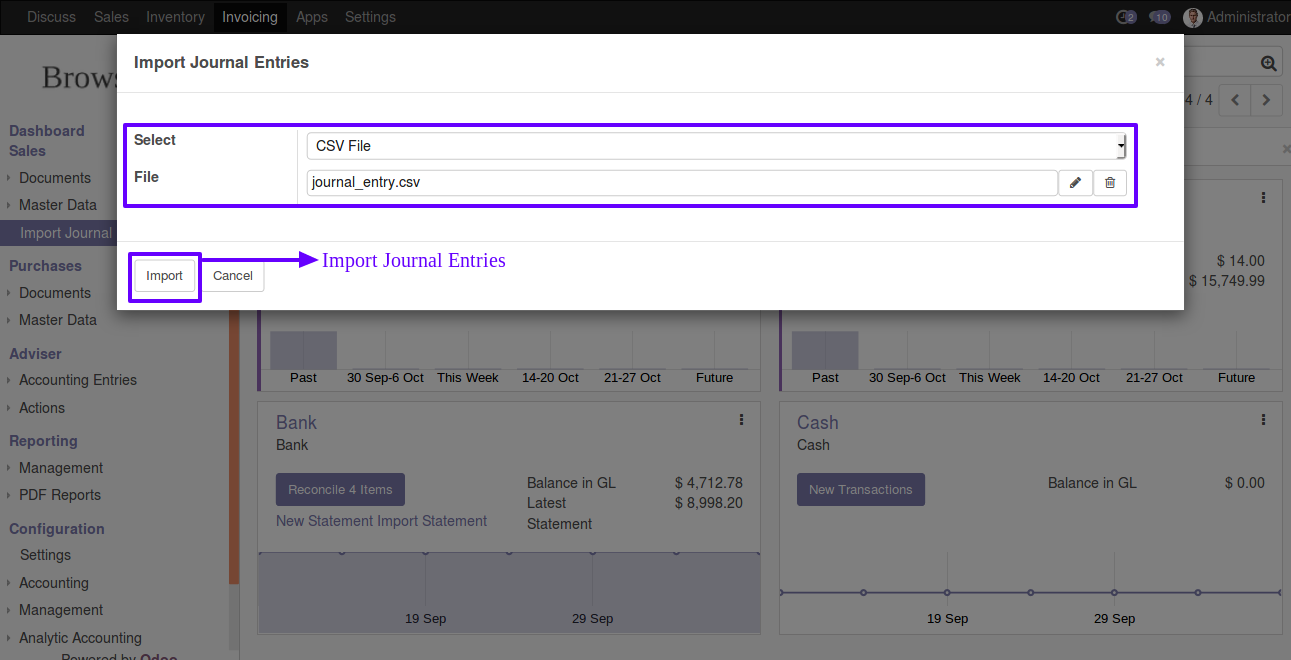 Discuss Sales Inventory Invoicing Apps Settings 2 10 Administrator
Import Journal Entries ×
Brows
4 / 4
Dashboard
Sales
Documents
Master Data
Import Journal
Purchases
Documents
Master Data
Adviser
Accounting Entries
Actions
Reporting
Management
PDF Reports
Configuration
Settings
Accounting
Management
Analytic Accounting
Powered by Odoo
Select CSV File
File journal_entry.csv
Import Cancel Import Journal Entries
$ 14.00
$ 15,749.99
Past 30 Sep-6 Oct This Week 14-20 Oct 21-27 Oct Future
Past 30 Sep-6 Oct This Week 14-20 Oct 21-27 Oct Future
Bank
Bank
Reconcile 4 Items
New Statement Import Statement
Balance in GL $ 4,712.78
Latest $ 8,998.20
Statement
19 Sep 29 Sep
Cash
Cash
New Transactions
Balance in GL $ 0.00
19 Sep 29 Sep